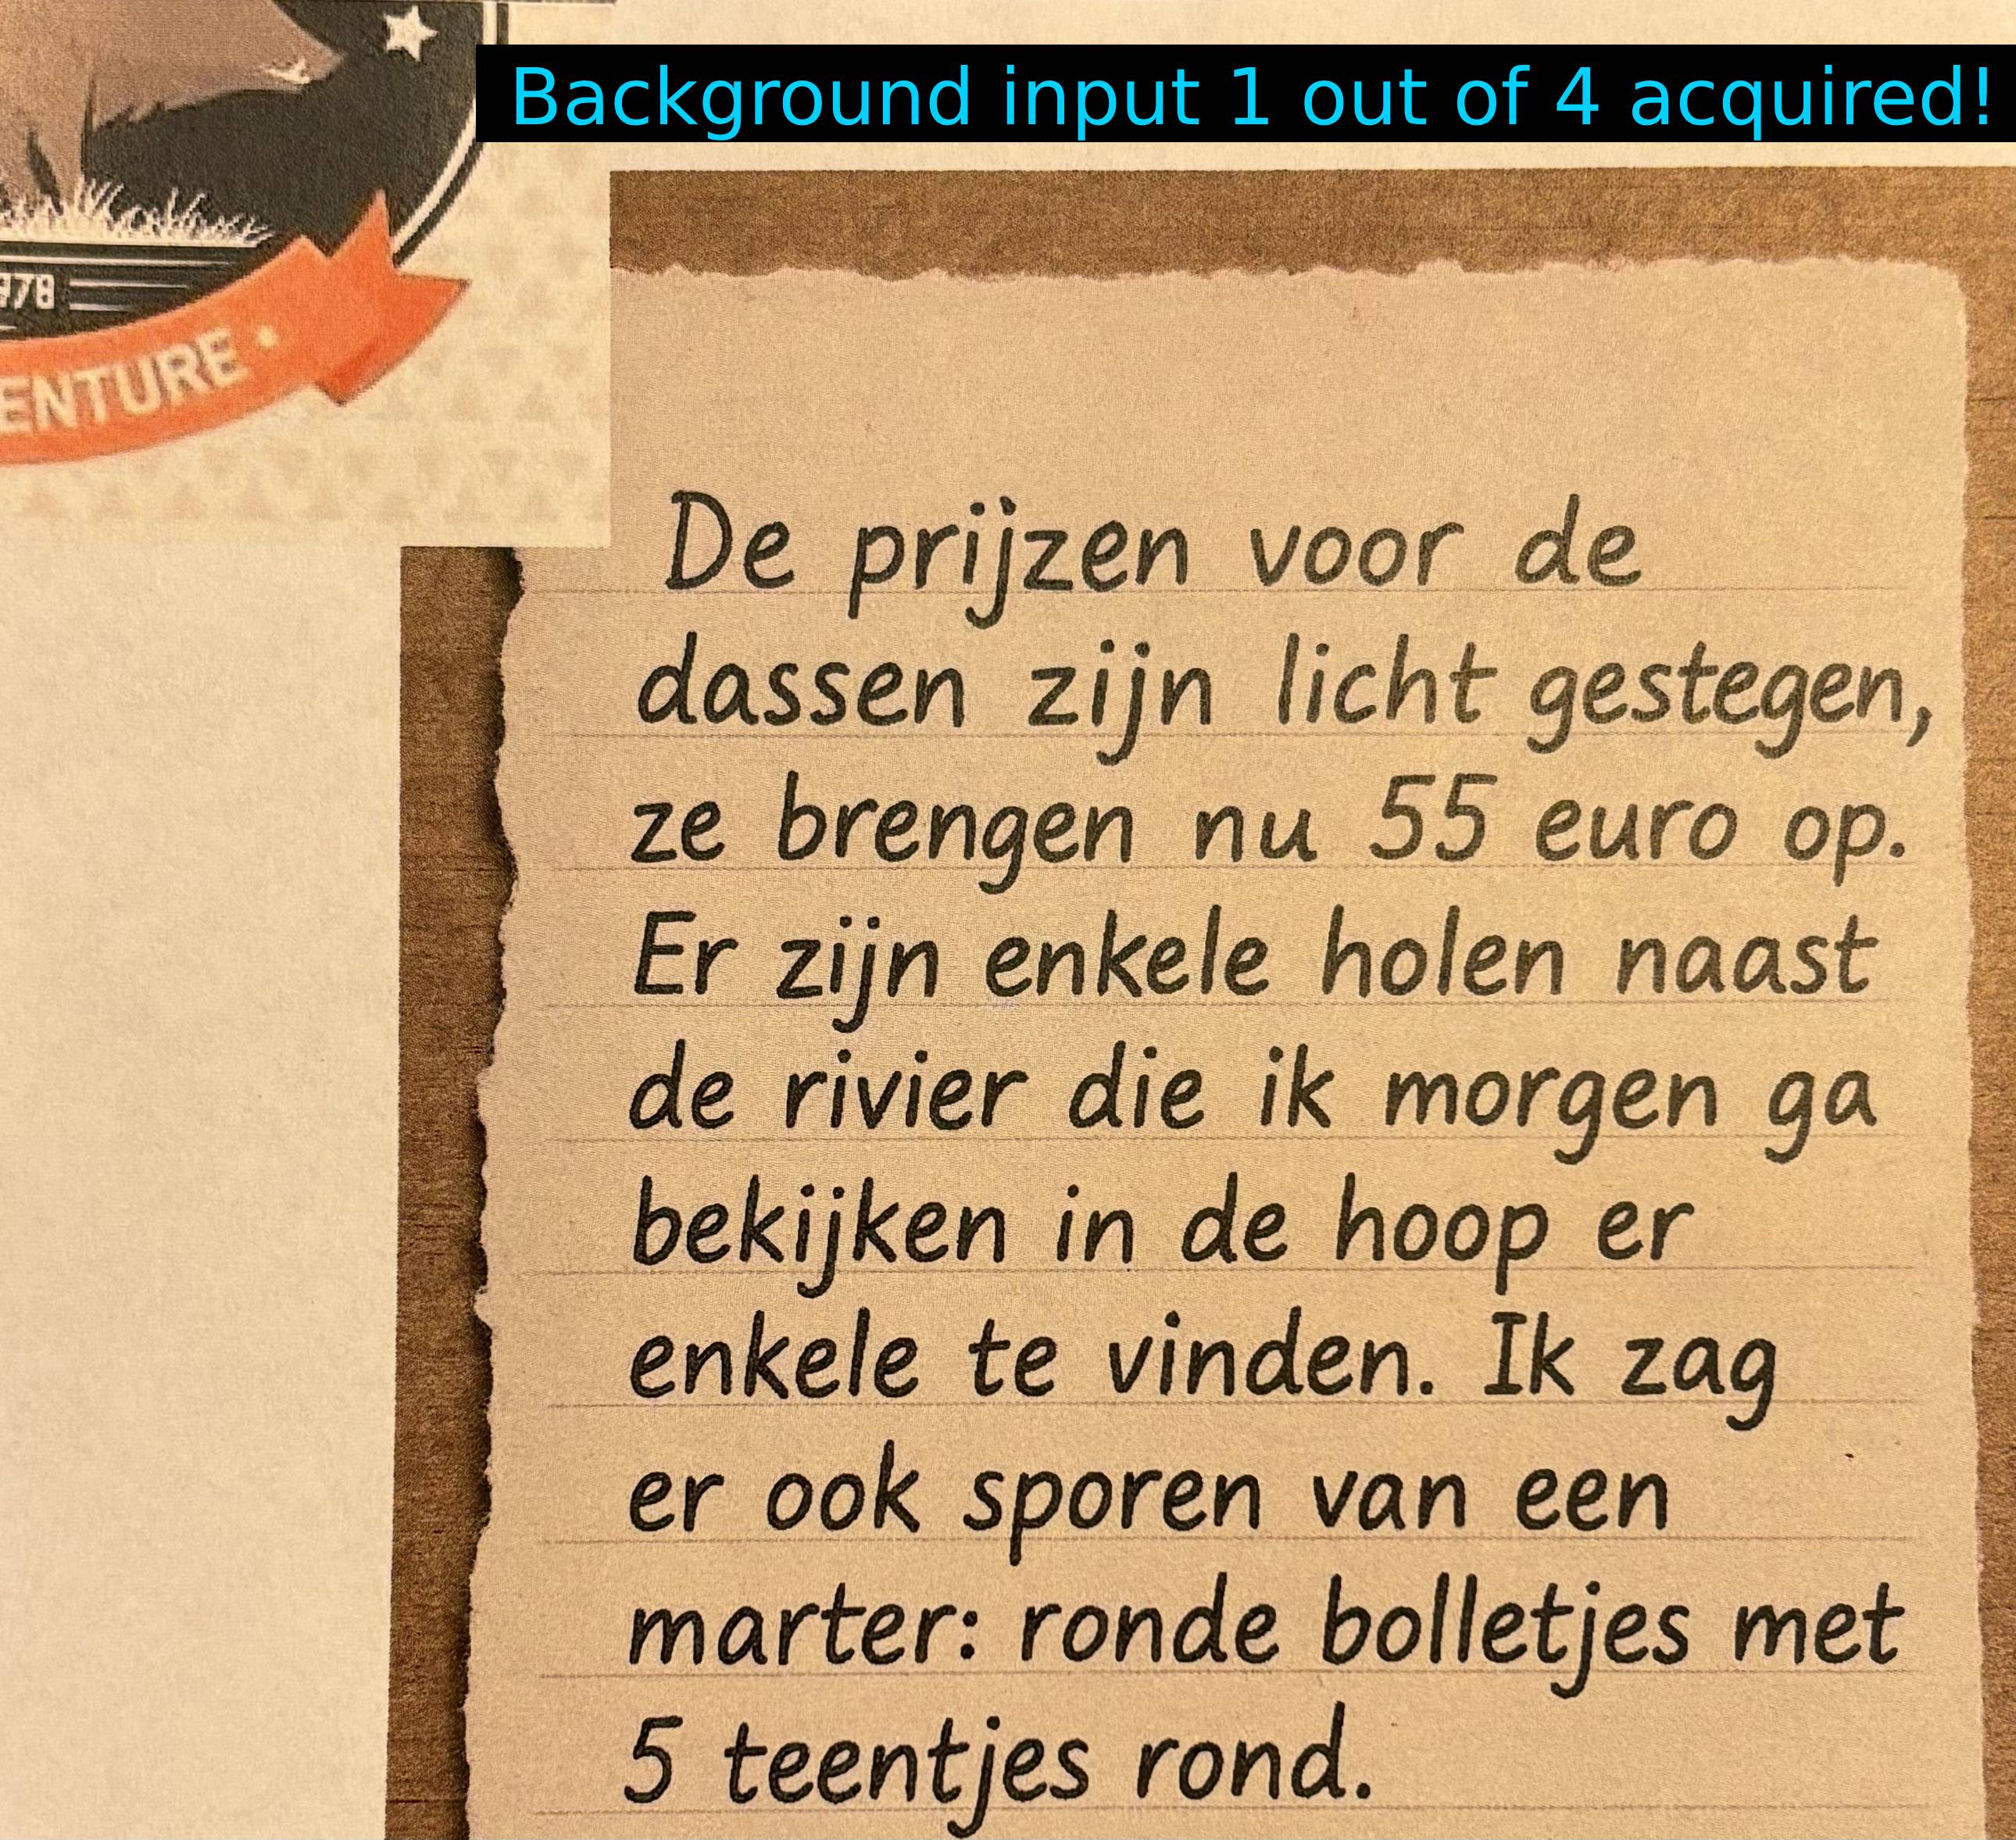 Background input 1 out of 4 acquired!
978
ENTURE •
De prijzen voor de
dassen zijn licht gestegen,
ze brengen nu 55 euro op.
Er zijn enkele holen naast
de rivier die ik morgen ga
bekijken in de hoop er
enkele te vinden. Ik zag
er ook sporen van een
marter: ronde bolletjes met
5 teentjes rond.